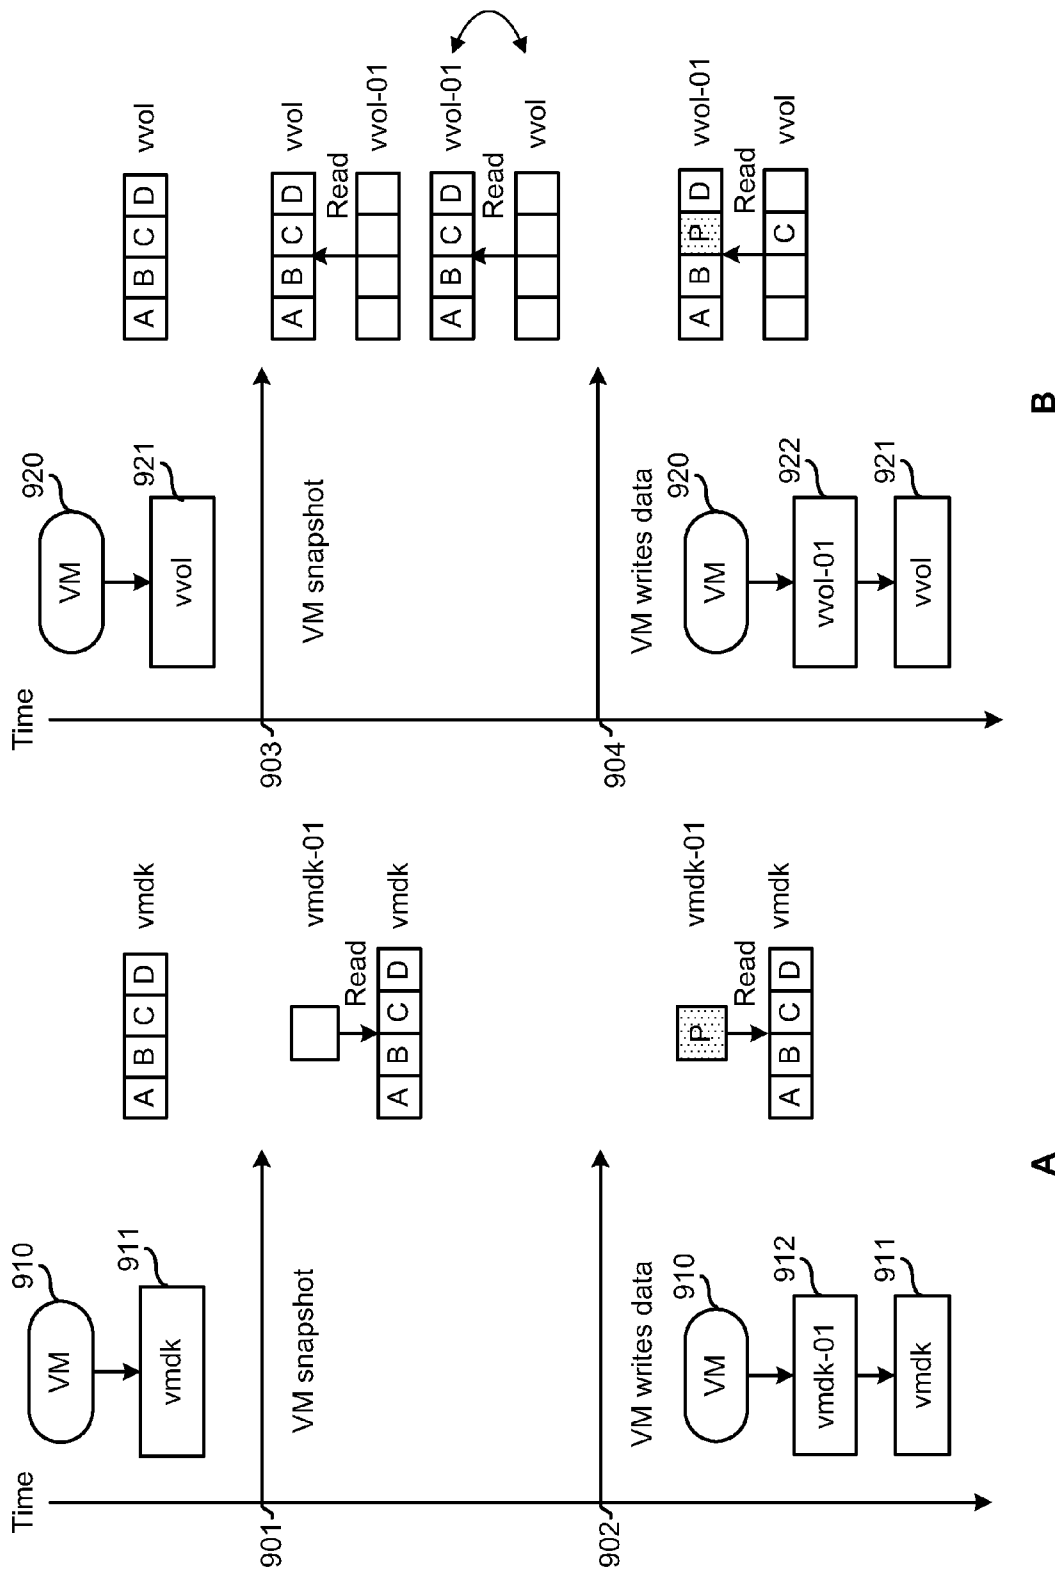 Time
VM
910
vmdk
911
A B C D
vmdk
901
VM snapshot
vmdk-01
Read
A B C D
vmdk
902
VM writes data
VM
910
vmdk-01
912
vmdk
911
P
vmdk-01
Read
A B C D
vmdk
A
Time
VM
920
vvol
921
A B C D
vvol
903
VM snapshot
A B C D
vvol
Read
vvol-01
A B C D
vvol-01
Read
vvol
904
VM writes data
VM
920
vvol-01
922
vvol
921
A B P D
vvol-01
Read
C
vvol
B